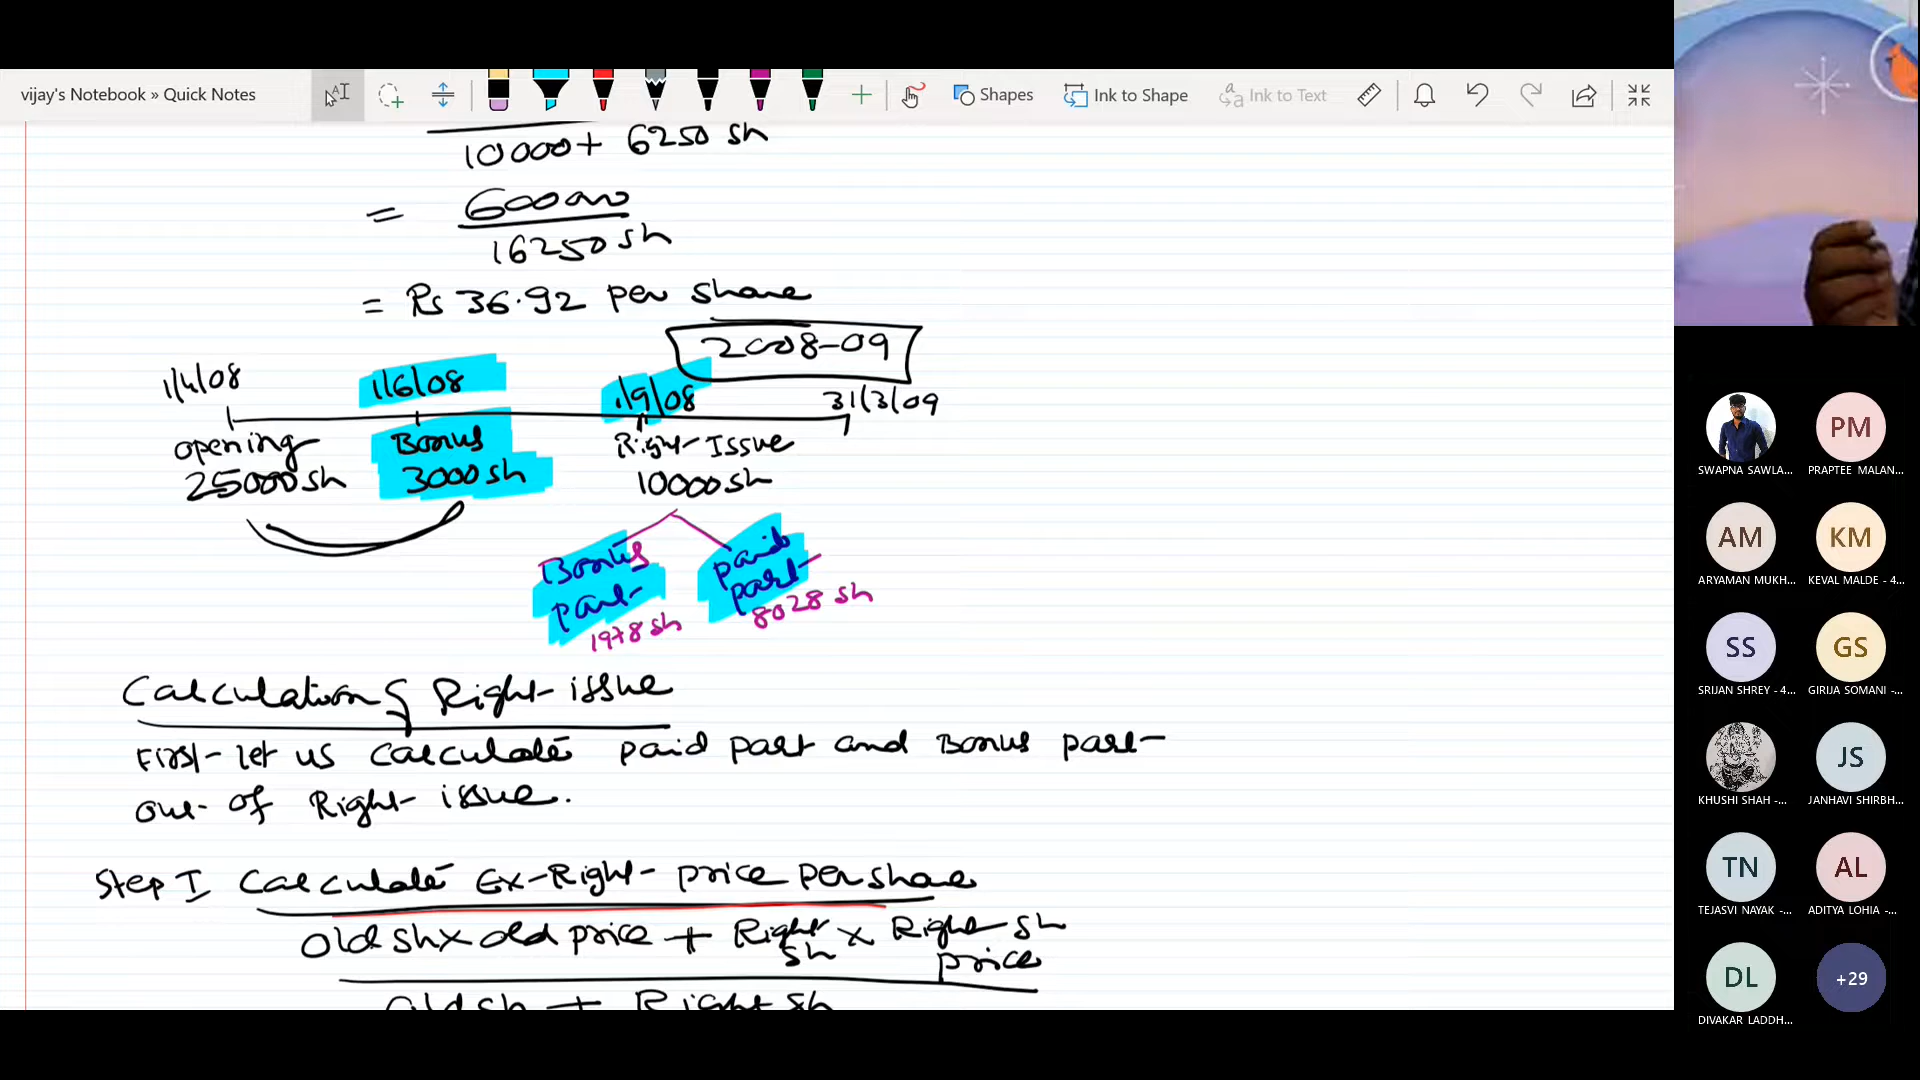 vijay's Notebook » Quick Notes
Shapes
Ink to Shape
Ink to Text
10000+ 6250 sh
= 600000
16250 sh
= Rs 36.92 per share
2008-09
1/4/08 1/6/08 1/9/08 31/3/09
opening Bonus Right Issue
25000 sh 3000 sh 10000 sh
Bonus part 1978 sh
paid part 8028 sh
Calculation of Right issue
First let us calculate paid part and Bonus part
out of Right issue.
Step I Calculate Ex-Right price per share
Old sh x old price + Right sh x Right sh price
old sh + Right sh
SWAPNA SAWLA...
PM
PRAPTEE MALAN...
AM
ARYAMAN MUKH...
KM
KEVAL MALDE - 4...
SS
SRIJAN SHREY - 4...
GS
GIRIJA SOMANI -...
KHUSHI SHAH -...
JS
JANHAVI SHIRBH...
TN
TEJASVI NAYAK -...
AL
ADITYA LOHIA -...
DL
DIVAKAR LADDH...
+29